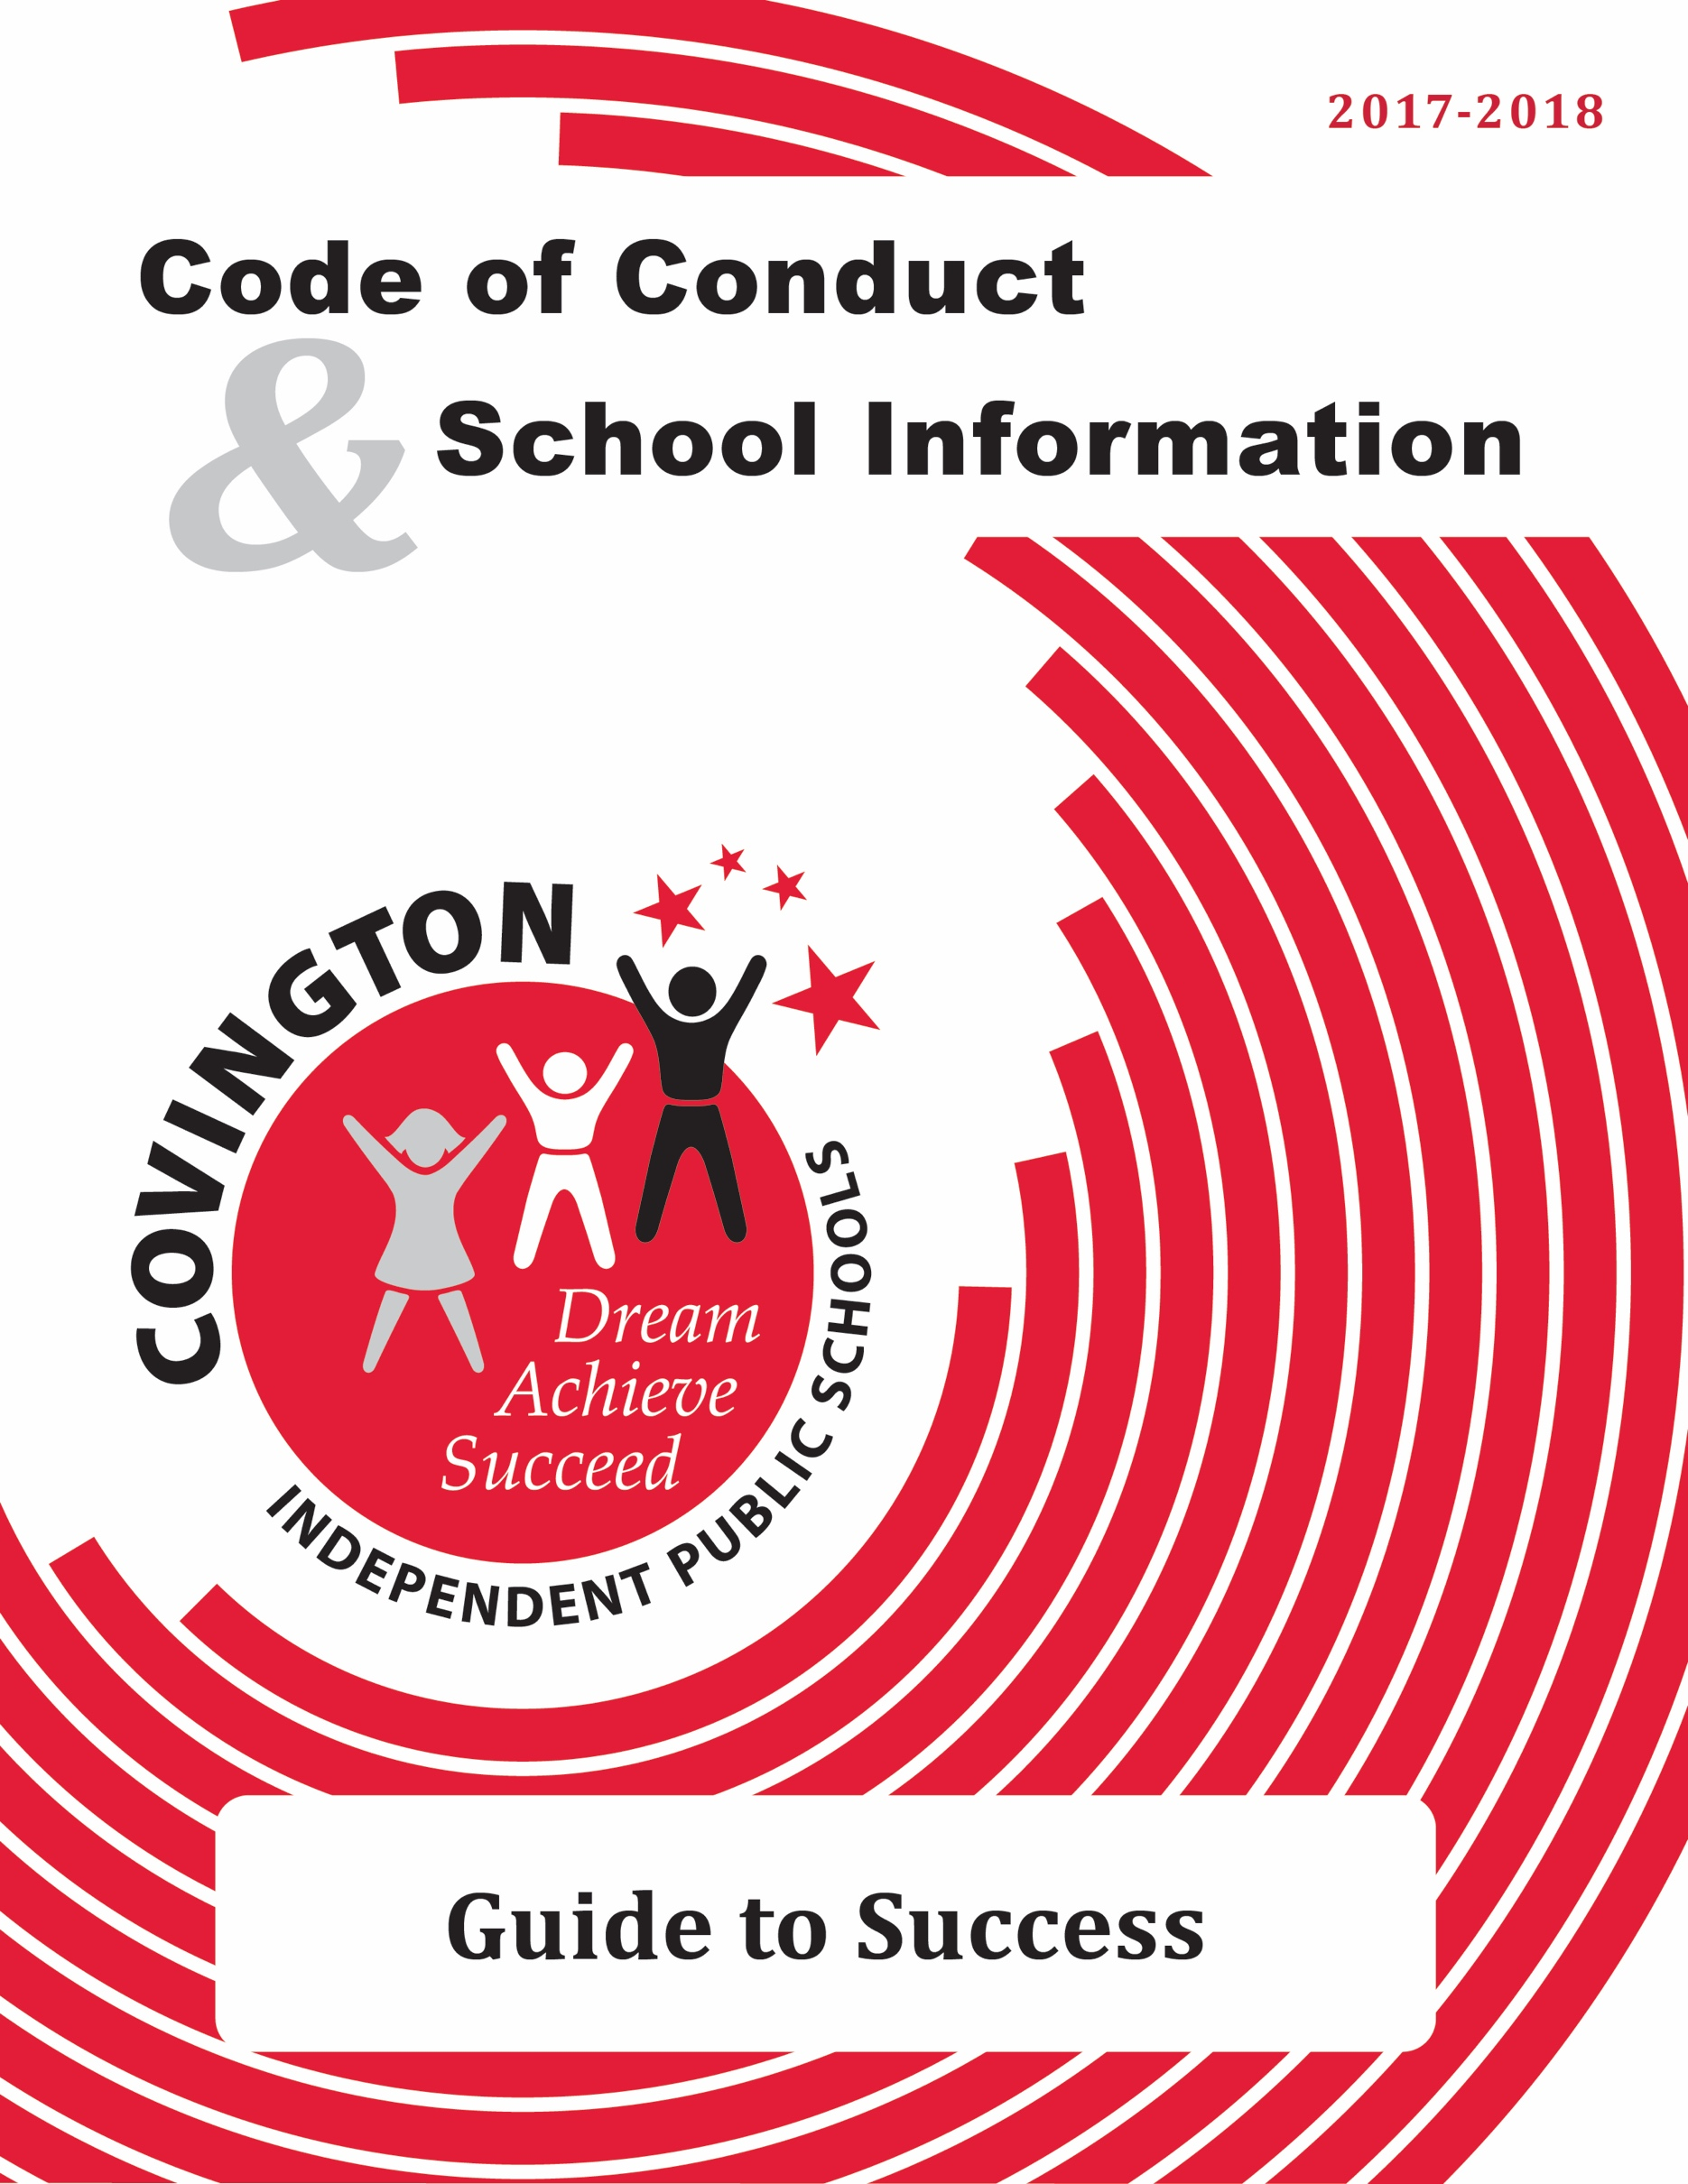 2017-2018
Code of Conduct
&
School Information
COVINGTON
Dream
Achieve
Succeed
INDEPENDENT PUBLIC SCHOOLS
Guide to Success